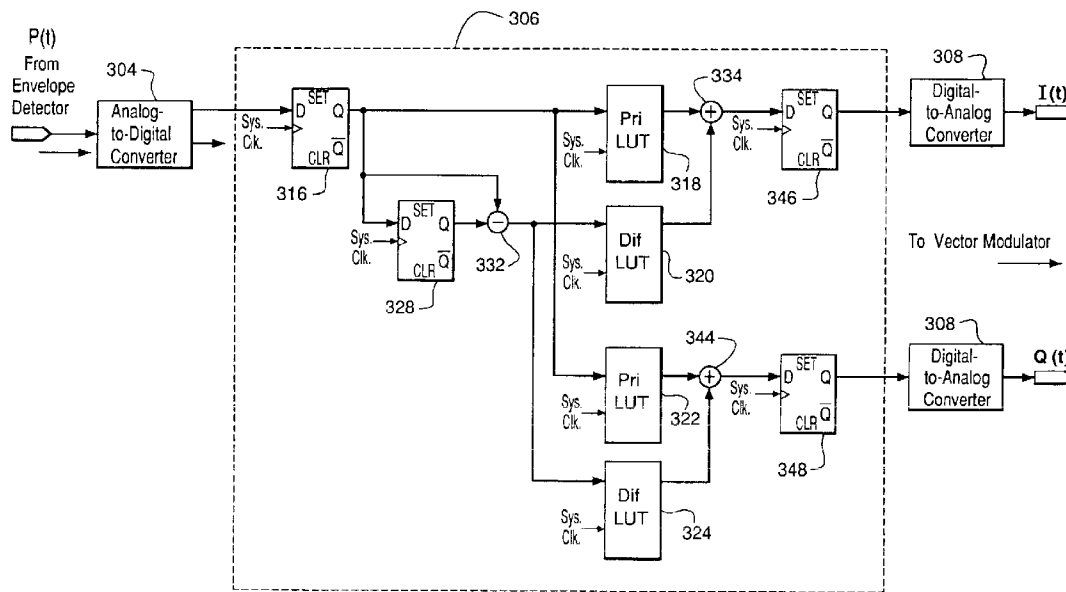 306
P(t)
From
Envelope
Detector
304
Analog-
to-Digital
Converter
Sys.
Clk.
SET
D Q
Q̅
CLR
316
Sys.
Clk.
SET
D Q
Q̅
CLR
328
−
332
Sys.
Clk.
Pri
LUT
318
+
334
Sys.
Clk.
Dif
LUT
320
Sys.
Clk.
SET
D Q
Q̅
CLR
346
308
Digital-
to-Analog
Converter
I(t)
To Vector Modulator
Sys.
Clk.
Pri
LUT
322
+
344
Sys.
Clk.
Dif
LUT
324
Sys.
Clk.
SET
D Q
Q̅
CLR
348
308
Digital-
to-Analog
Converter
Q (t)